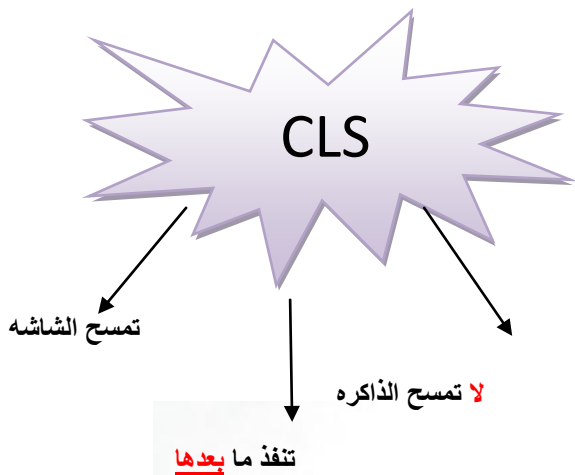 CLS
تمسح الشاشه
لا تمسح الذاكره
تنفذ ما بعدها